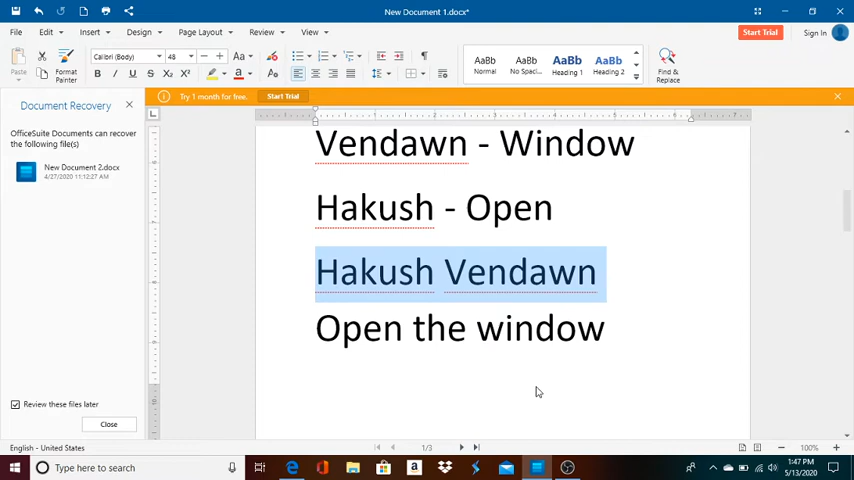 New Document 1.docx*
File Edit Insert Design Page Layout Review View Start Trial Sign In
Paste Format Painter Calibri (Body) 48 Aa B I U S X₂ X² A A ¶
AaBb Normal AaBb No Spaci... AaBb Heading 1 AaBb Heading 2 Find & Replace
Document Recovery
Try 1 month for free. Start Trial
OfficeSuite Documents can recover
the following file(s)
New Document 2.docx
4/27/2020 11:12:27 AM
Vendawn - Window
Hakush - Open
Hakush Vendawn
Open the window
Review these files later
Close
English - United States 1/3 100%
Type here to search
1:47 PM
5/13/2020